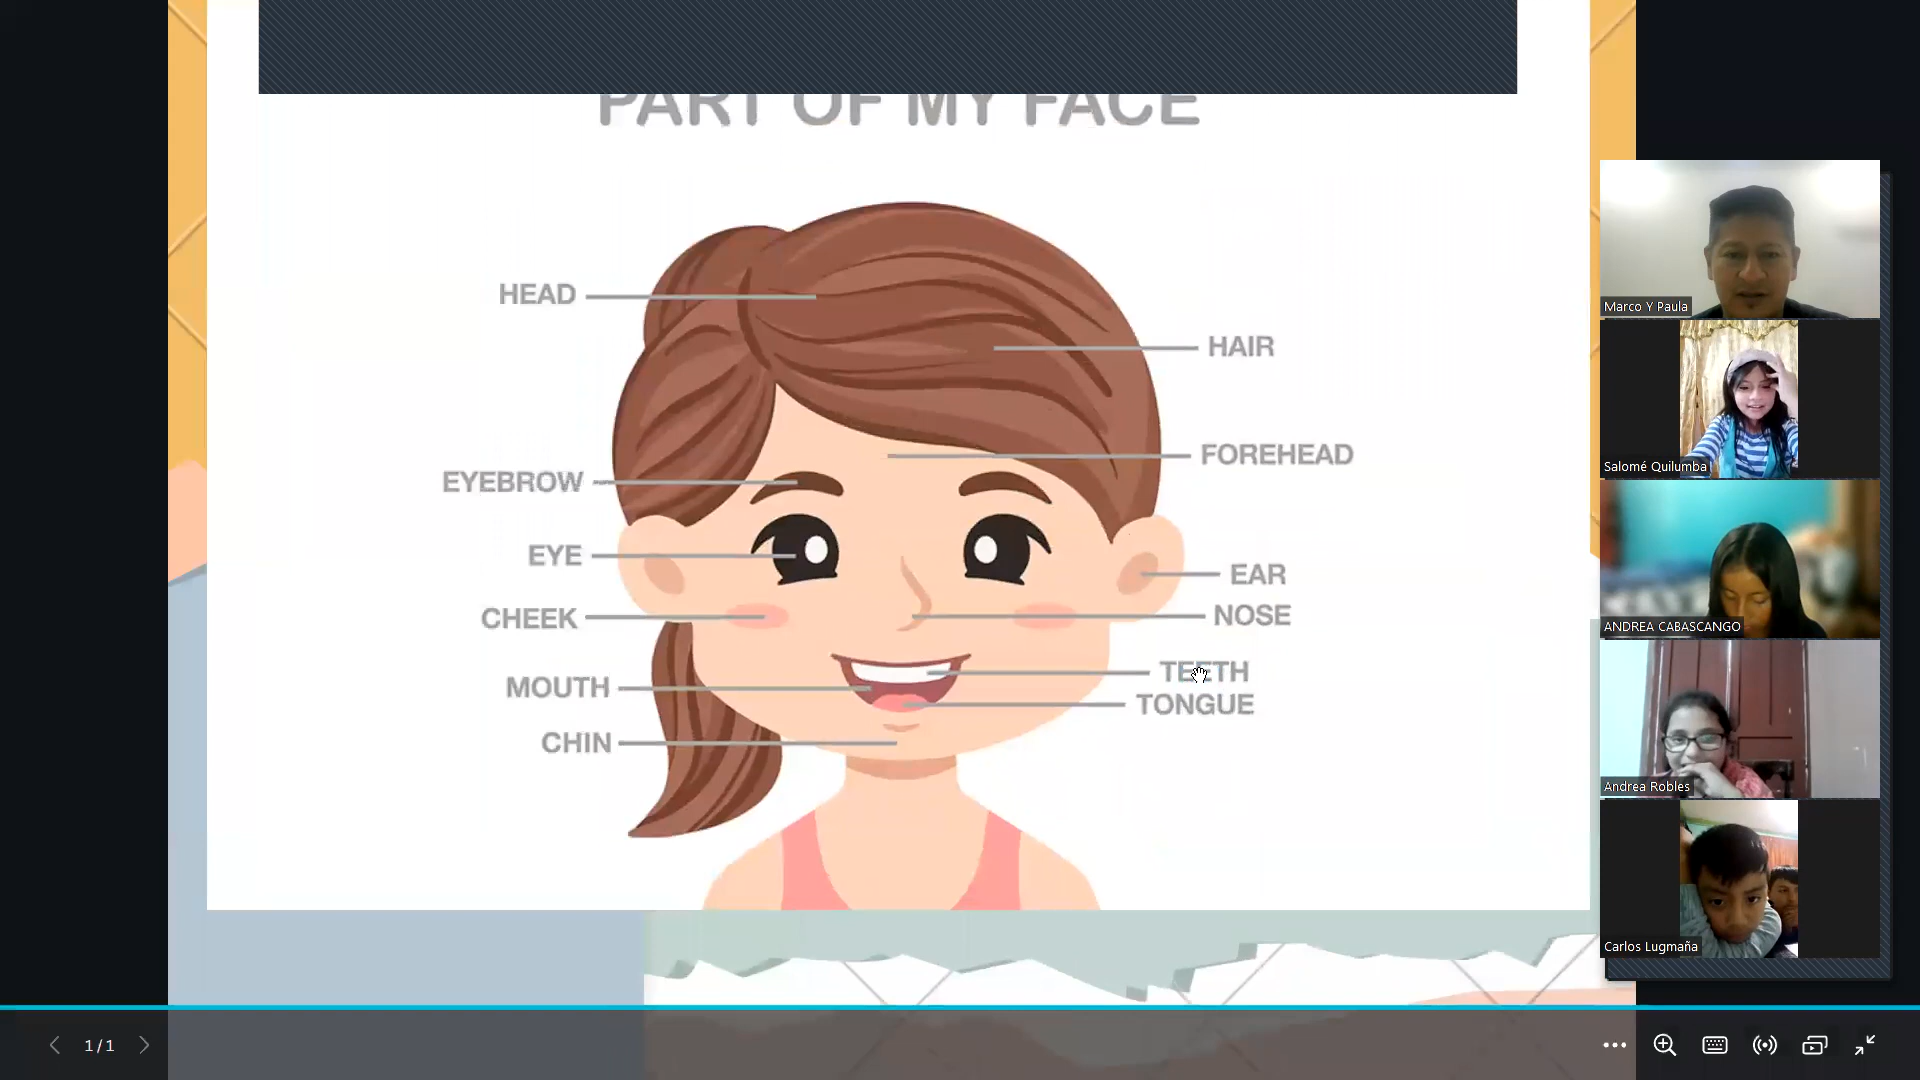 PART OF MY FACE
HEAD
HAIR
FOREHEAD
EYEBROW
EYE
EAR
CHEEK
NOSE
TEETH
MOUTH
TONGUE
CHIN
Marco Y Paula
Salomé Quilumba
ANDREA CABASCANGO
Andrea Robles
Carlos Lugmaña
1/1